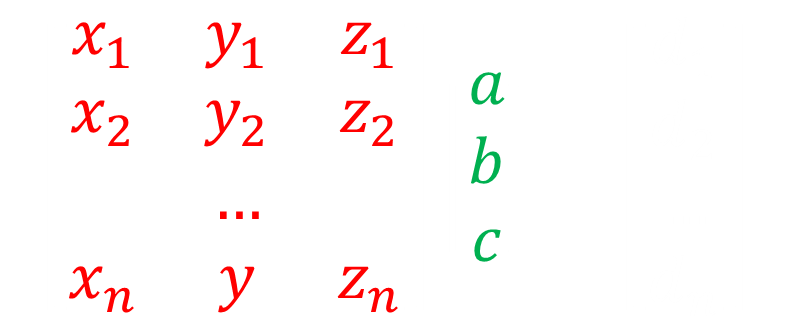 x₁ y₁ z₁
a
x₂ y₂ z₂
b
...
c
xₙ y zₙ